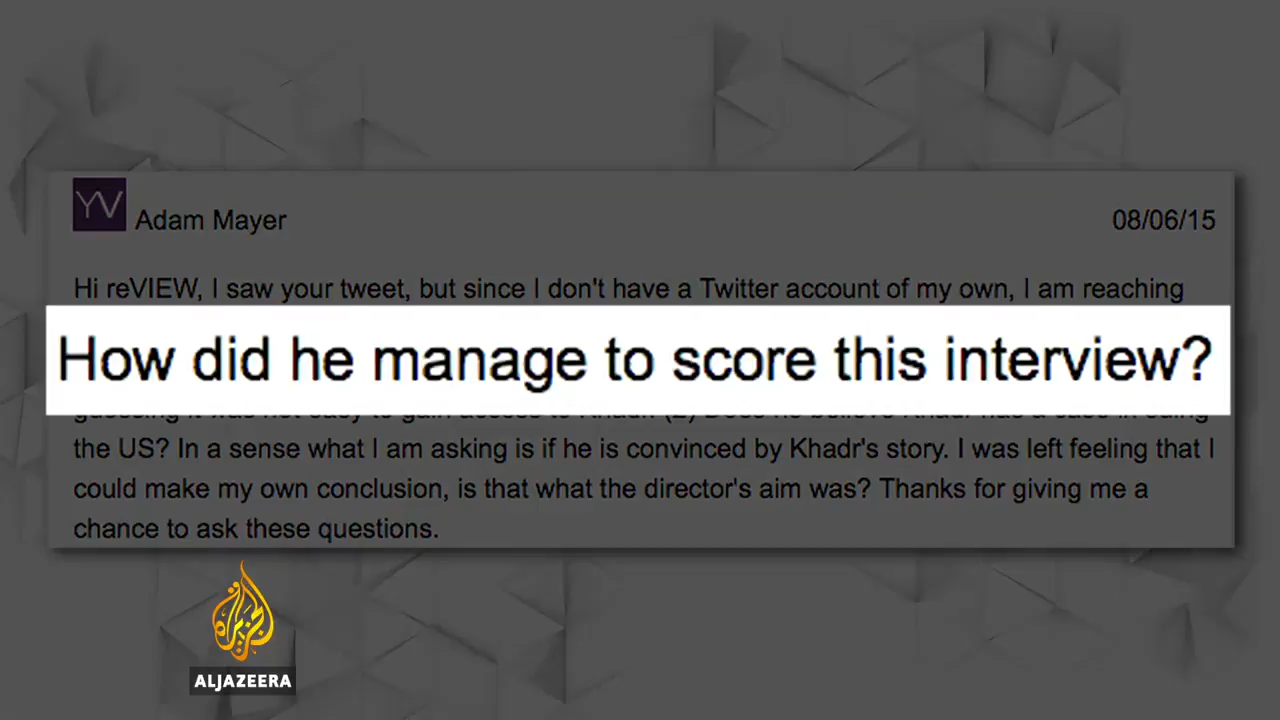 YV Adam Mayer 08/06/15
Hi reVIEW, I saw your tweet, but since I don't have a Twitter account of my own, I am reaching
How did he manage to score this interview?
the US? In a sense what I am asking is if he is convinced by Khadr's story. I was left feeling that I
could make my own conclusion, is that what the director's aim was? Thanks for giving me a
chance to ask these questions.
الجزيرة
ALJAZEERA